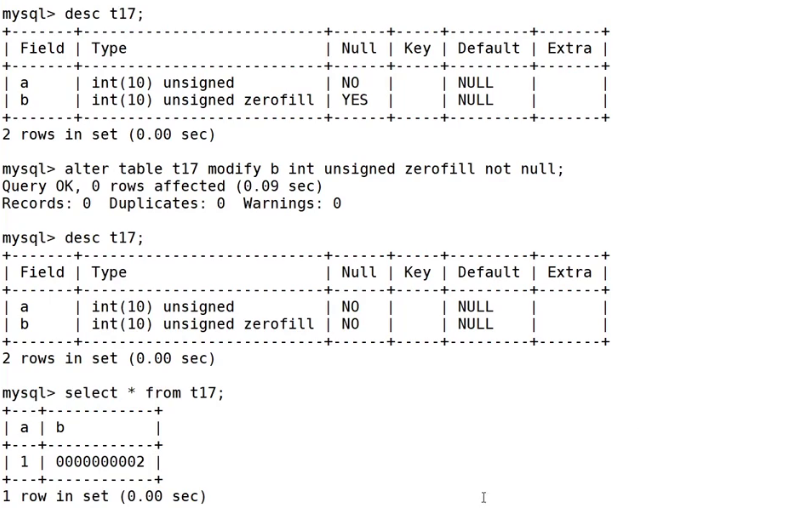 mysql> desc t17;
+-------+---------------------------+------+-----+---------+-------+
| Field | Type                      | Null | Key | Default | Extra |
+-------+---------------------------+------+-----+---------+-------+
| a     | int(10) unsigned          | NO   |     | NULL    |       |
| b     | int(10) unsigned zerofill | YES  |     | NULL    |       |
+-------+---------------------------+------+-----+---------+-------+
2 rows in set (0.00 sec)
mysql> alter table t17 modify b int unsigned zerofill not null;
Query OK, 0 rows affected (0.09 sec)
Records: 0  Duplicates: 0  Warnings: 0
mysql> desc t17;
+-------+---------------------------+------+-----+---------+-------+
| Field | Type                      | Null | Key | Default | Extra |
+-------+---------------------------+------+-----+---------+-------+
| a     | int(10) unsigned          | NO   |     | NULL    |       |
| b     | int(10) unsigned zerofill | NO   |     | NULL    |       |
+-------+---------------------------+------+-----+---------+-------+
2 rows in set (0.00 sec)
mysql> select * from t17;
+---+------------+
| a | b          |
+---+------------+
| 1 | 0000000002 |
+---+------------+
1 row in set (0.00 sec)